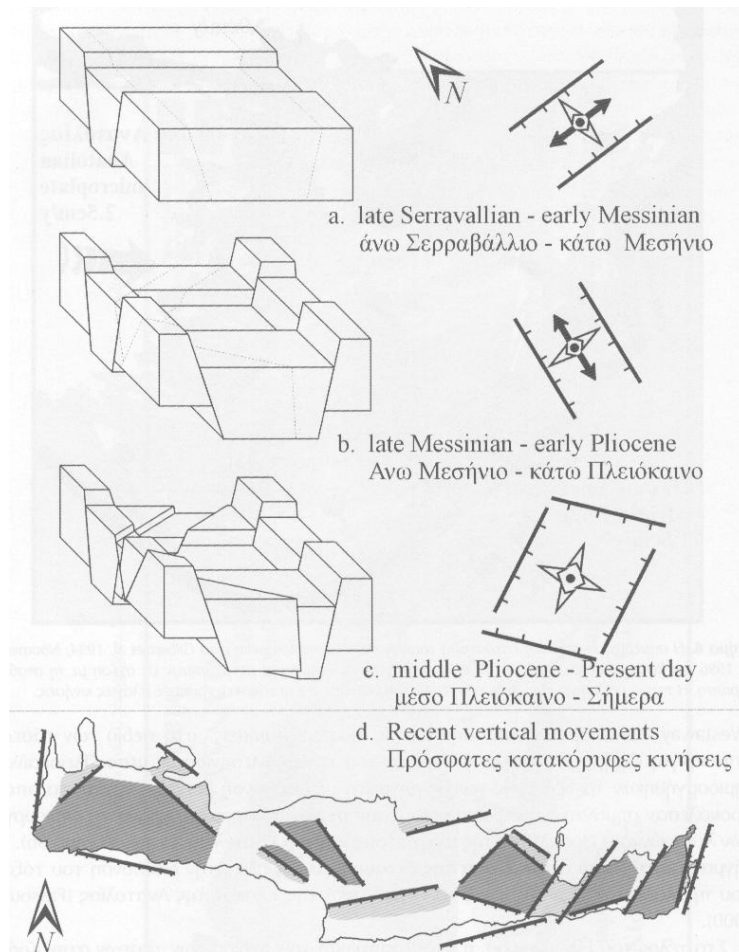 N
a. late Serravallian - early Messinian
άνω Σερραβάλλιο - κάτω Μεσήνιο
b. late Messinian - early Pliocene
Ανω Μεσήνιο - κάτω Πλειόκαινο
c. middle Pliocene - Present day
μέσο Πλειόκαινο - Σήμερα
d. Recent vertical movements
Πρόσφατες κατακόρυφες κινήσεις
N